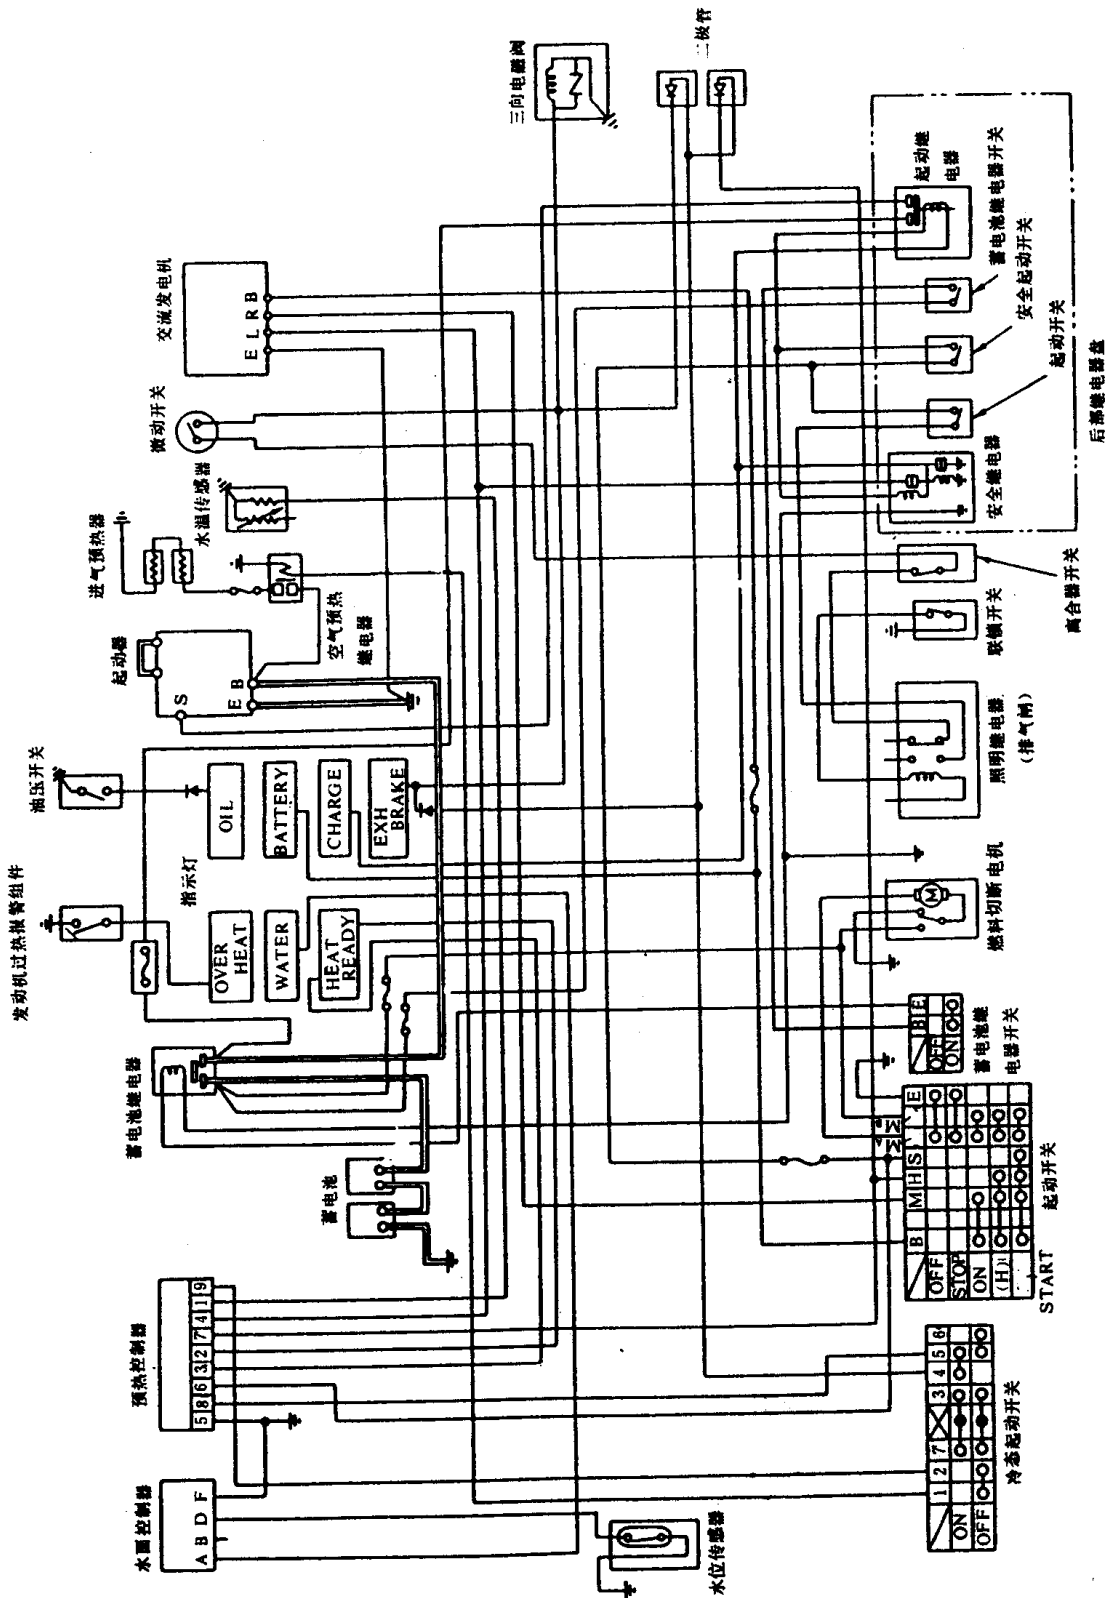 水面控制器
A B D F
预热控制器
5 8 6 3 2 7 4 1 9
蓄电池
蓄电池继电器
发动机过热报警组件
油压开关
指示灯
OVER
HEAT
WATER
HEAT
READY
OIL
BATTERY
CHARGE
EXH
BRAKE
起动器
S
E B
进气预热器
空气预热
继电器
水温传感器
微动开关
交流发电机
E L R B
三向电磁阀
二极管
水位传感器
冷态起动开关
1 2 7 3 4 5 6
ON
OFF
起动开关
B M H S E
OFF
STOP
ON
(H)
START
蓄电池继
电器开关
B E
OFF
ON
燃料切断电机
M
照明继电器
(排气闸)
联锁开关
离合器开关
安全继电器
起动开关
安全起动开关
蓄电池继电器开关
起动继
电器
后部继电器盘